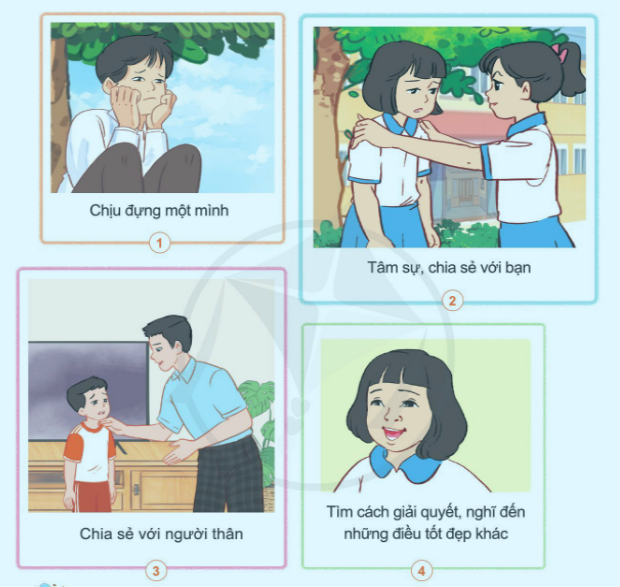 Chịu đựng một mình
1
Tâm sự, chia sẻ với bạn
2
Chia sẻ với người thân
3
Tìm cách giải quyết, nghĩ đến
những điều tốt đẹp khác
4